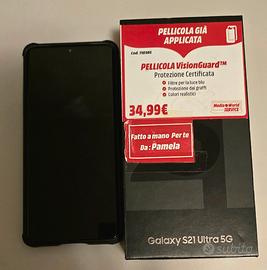 PELLICOLA GIÀ
APPLICATA
PELLICOLA VisionGuard™
Protezione Certificata
• Filtro per la luce blu
• Protezione dai graffi
• Colori realistici
34,99€
MediaWorld
SERVICE
Fatto a mano Per te
Da: Pamela
21
Galaxy S21 Ultra 5G
subito